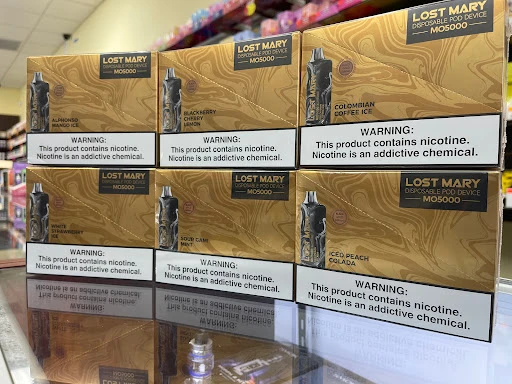 LOST MARY
DISPOSABLE POD DEVICE
MO5000
ALPHONSO
MANGO ICE
WARNING:
This product contains nicotine.
Nicotine is an addictive chemical.
LOST MARY
DISPOSABLE POD DEVICE
MO5000
BLACKBERRY
CHERRY
LEMON
WARNING:
This product contains nicotine.
Nicotine is an addictive chemical.
LOST MARY
DISPOSABLE POD DEVICE
MO5000
COLOMBIAN
COFFEE ICE
WARNING:
This product contains nicotine.
Nicotine is an addictive chemical.
LOST MARY
DISPOSABLE POD DEVICE
MO5000
STRAWBERRY
ICE
WARNING:
This product contains nicotine.
Nicotine is an addictive chemical.
LOST MARY
DISPOSABLE POD DEVICE
MO5000
MINT
WARNING:
This product contains nicotine.
Nicotine is an addictive chemical.
LOST MARY
DISPOSABLE POD DEVICE
MO5000
ICED PEACH
COLADA
WARNING:
This product contains nicotine.
Nicotine is an addictive chemical.